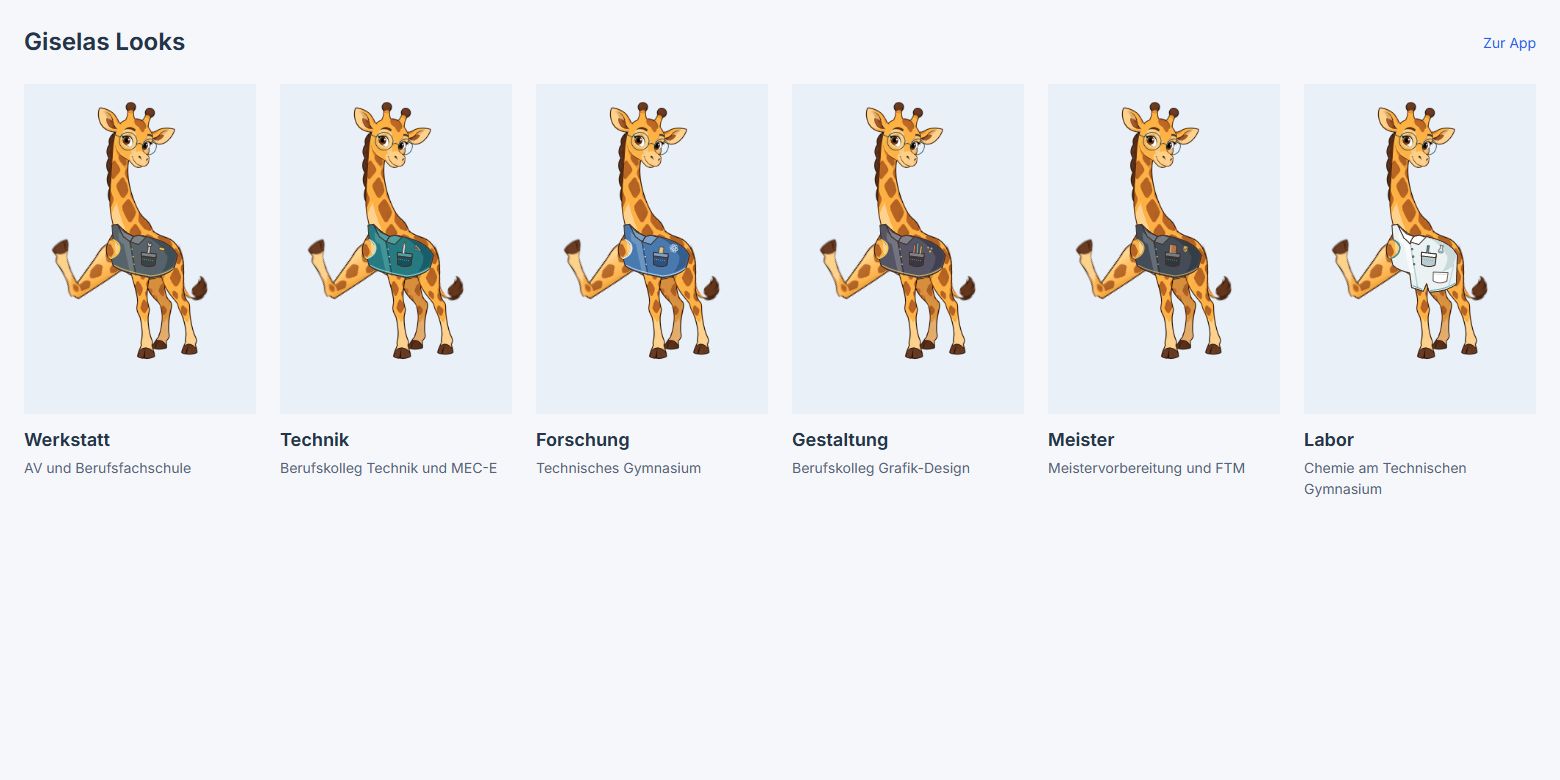 Giselas Looks
Zur App
Werkstatt
AV und Berufsfachschule
Technik
Berufskolleg Technik und MEC-E
Forschung
Technisches Gymnasium
Gestaltung
Berufskolleg Grafik-Design
Meister
Meistervorbereitung und FTM
Labor
Chemie am Technischen
Gymnasium